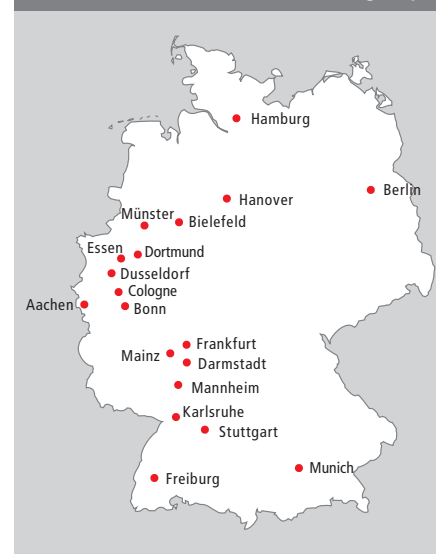 Hamburg
Berlin
Hanover
Münster
Bielefeld
Essen
Dortmund
Dusseldorf
Cologne
Aachen
Bonn
Frankfurt
Mainz
Darmstadt
Mannheim
Karlsruhe
Stuttgart
Munich
Freiburg